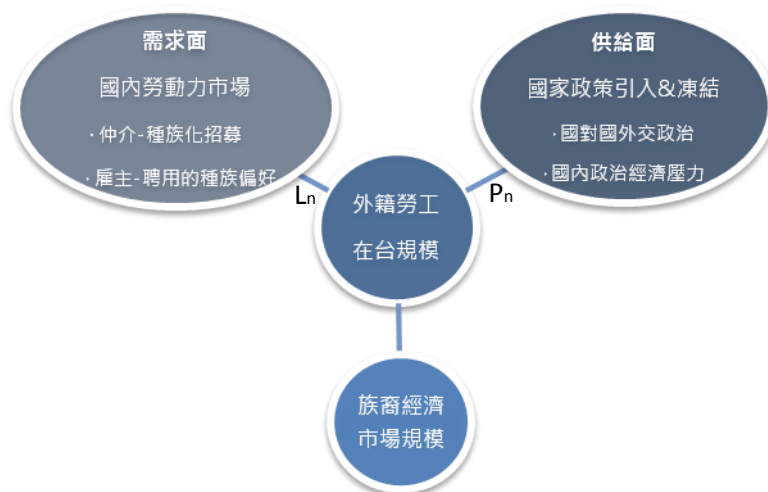 需求面
國內勞動力市場
·仲介-種族化招募
·雇主-聘用的種族偏好
供給面
國家政策引入&凍結
·國對國外交政治
·國內政治經濟壓力
Ln
Pn
外籍勞工
在台規模
族裔經濟
市場規模